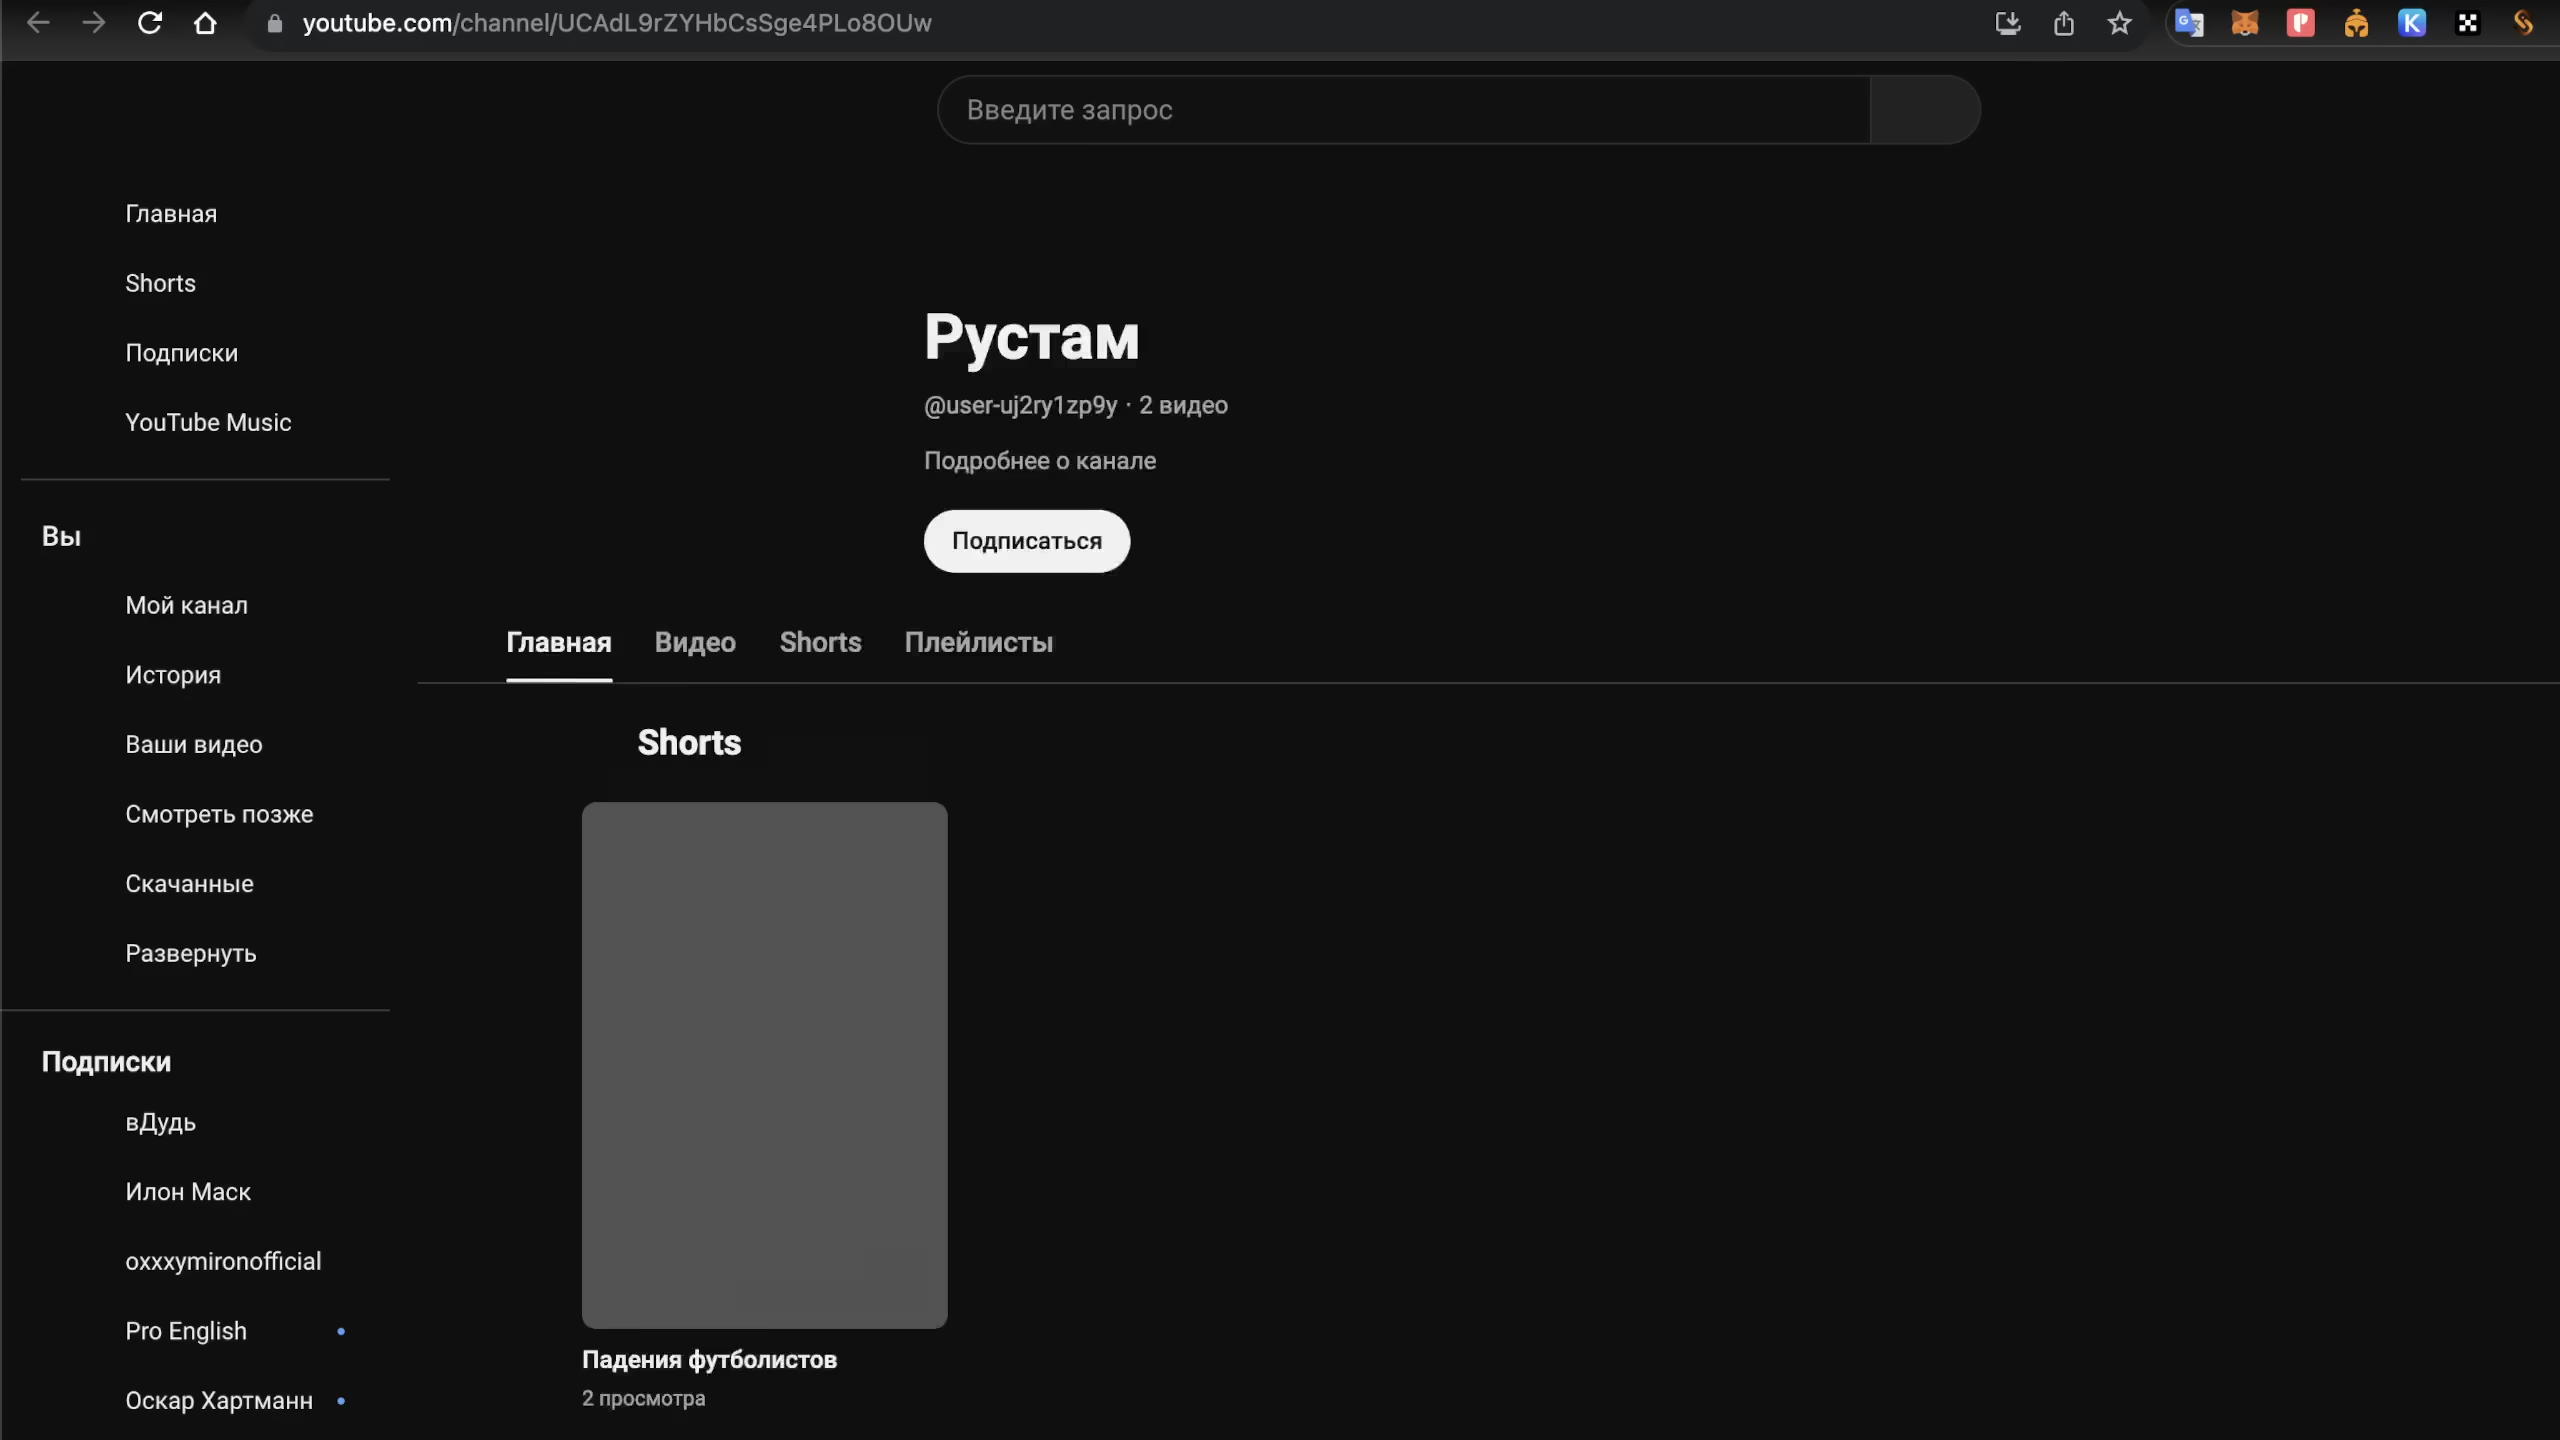 youtube.com/channel/UCAdL9rZYHbCsSge4PLo8OUw
Введите запрос
Главная
Shorts
Подписки
YouTube Music
Вы
Мой канал
История
Ваши видео
Смотреть позже
Скачанные
Развернуть
Подписки
вДудь
Илон Маск
oxxxymironofficial
Pro English
Оскар Хартманн
Рустам
@user-uj2ry1zp9y · 2 видео
Подробнее о канале
Подписаться
Главная Видео Shorts Плейлисты
Shorts
Падения футболистов
2 просмотра